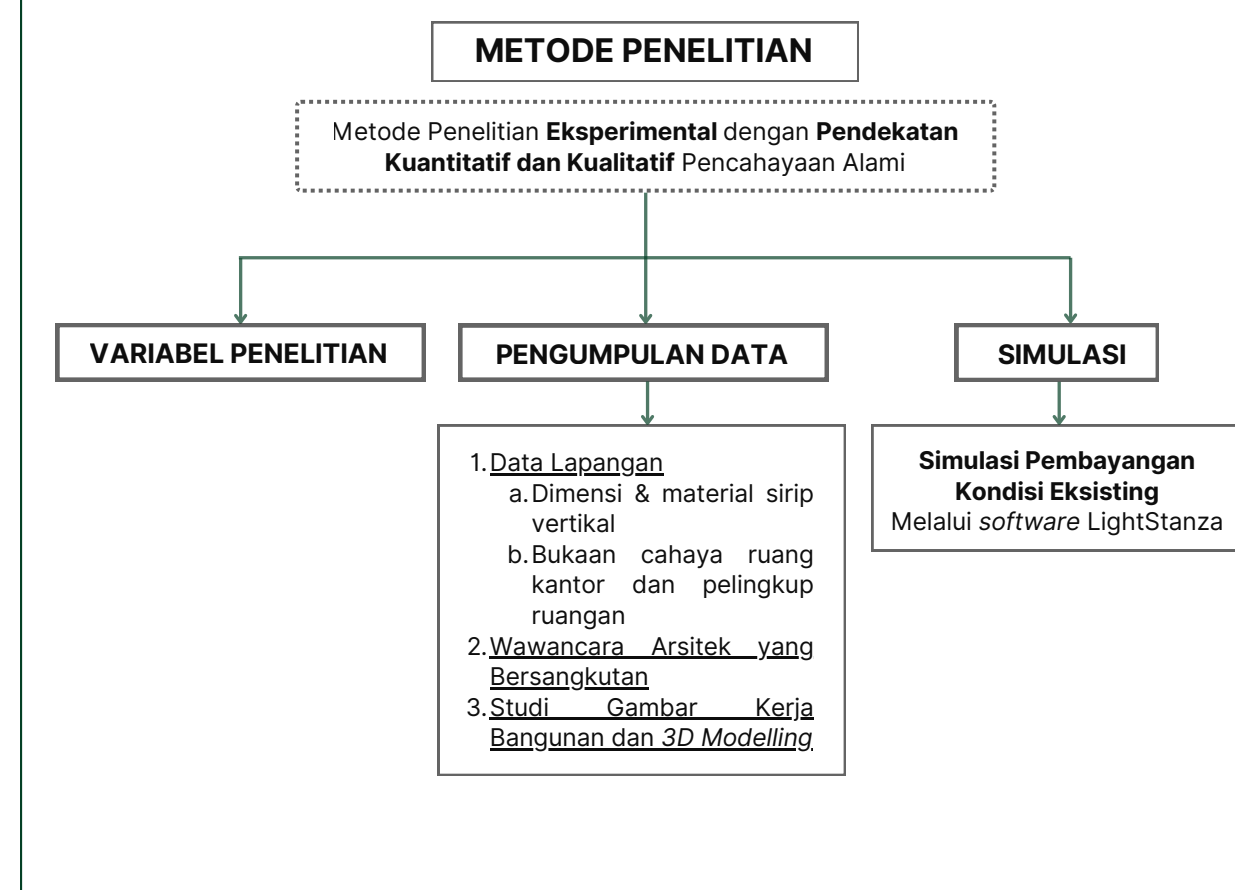 METODE PENELITIAN
Metode Penelitian Eksperimental dengan Pendekatan
Kuantitatif dan Kualitatif Pencahayaan Alami
VARIABEL PENELITIAN
PENGUMPULAN DATA
1. Data Lapangan
a. Dimensi & material sirip
vertikal
b. Bukaan cahaya ruang
kantor dan pelingkup
ruangan
2. Wawancara Arsitek yang
Bersangkutan
3. Studi Gambar Kerja
Bangunan dan 3D Modelling
SIMULASI
Simulasi Pembayangan
Kondisi Eksisting
Melalui software LightStanza